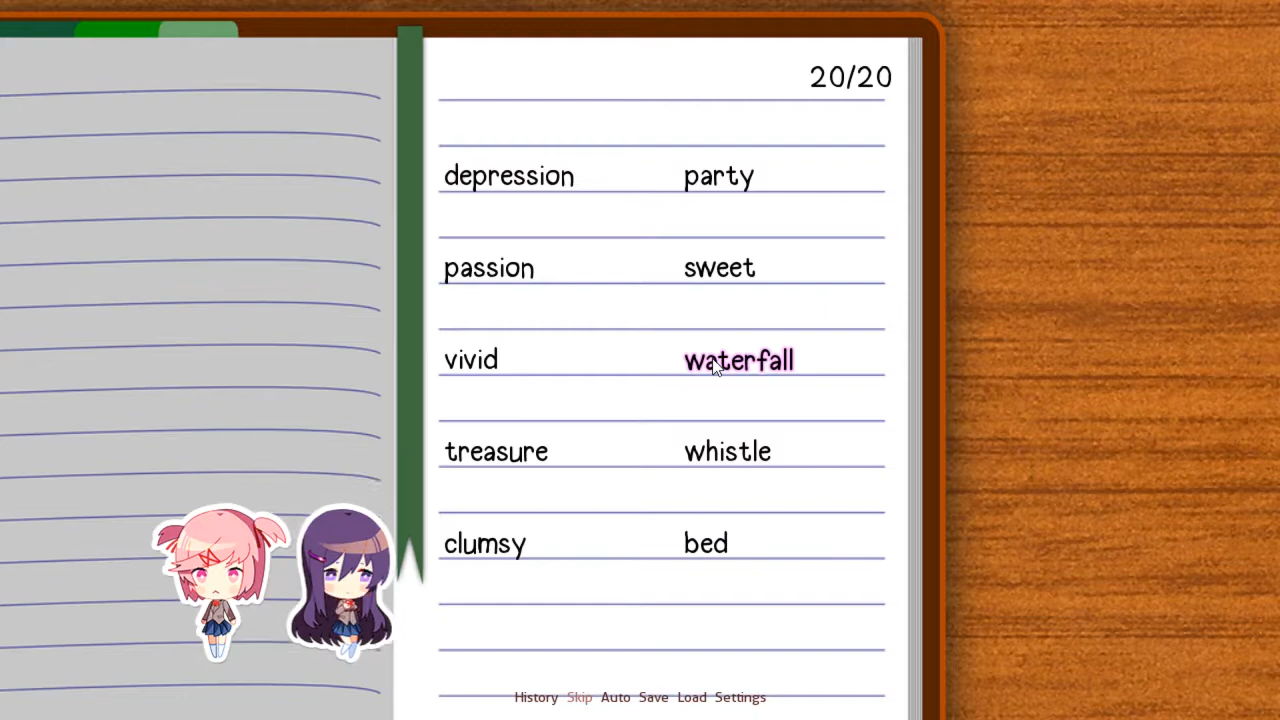 20/20
depression party
passion sweet
vivid waterfall
treasure whistle
clumsy bed
History Skip Auto Save Load Settings